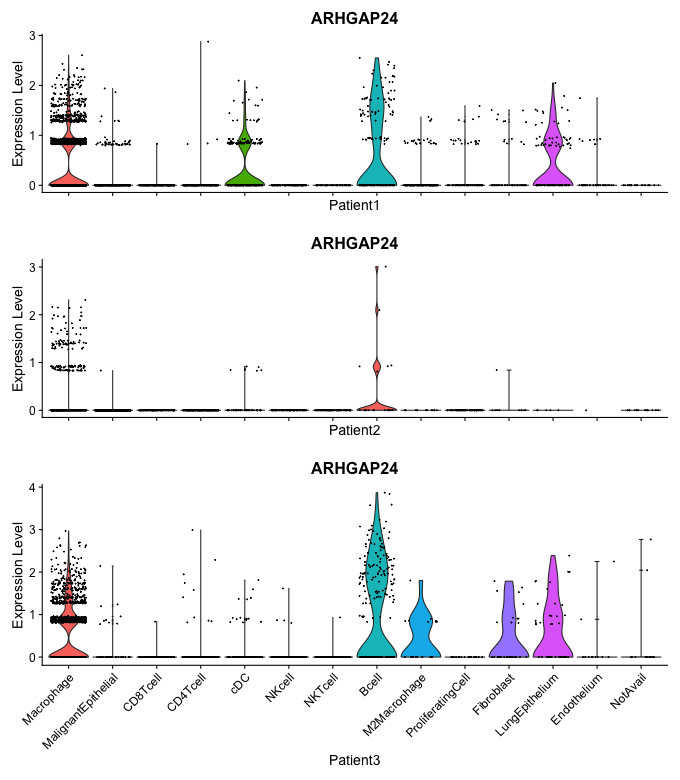 ARHGAP24
Expression Level
3
2
1
0
Patient1
ARHGAP24
Expression Level
3
2
1
0
Patient2
ARHGAP24
Expression Level
4
3
2
1
0
Macrophage
MalignantEpithelial
CD8Tcell
CD4Tcell
cDC
NKcell
NKTcell
Bcell
M2Macrophage
ProliferatingCell
Fibroblast
LungEpithelium
Endothelium
NotAvail
Patient3